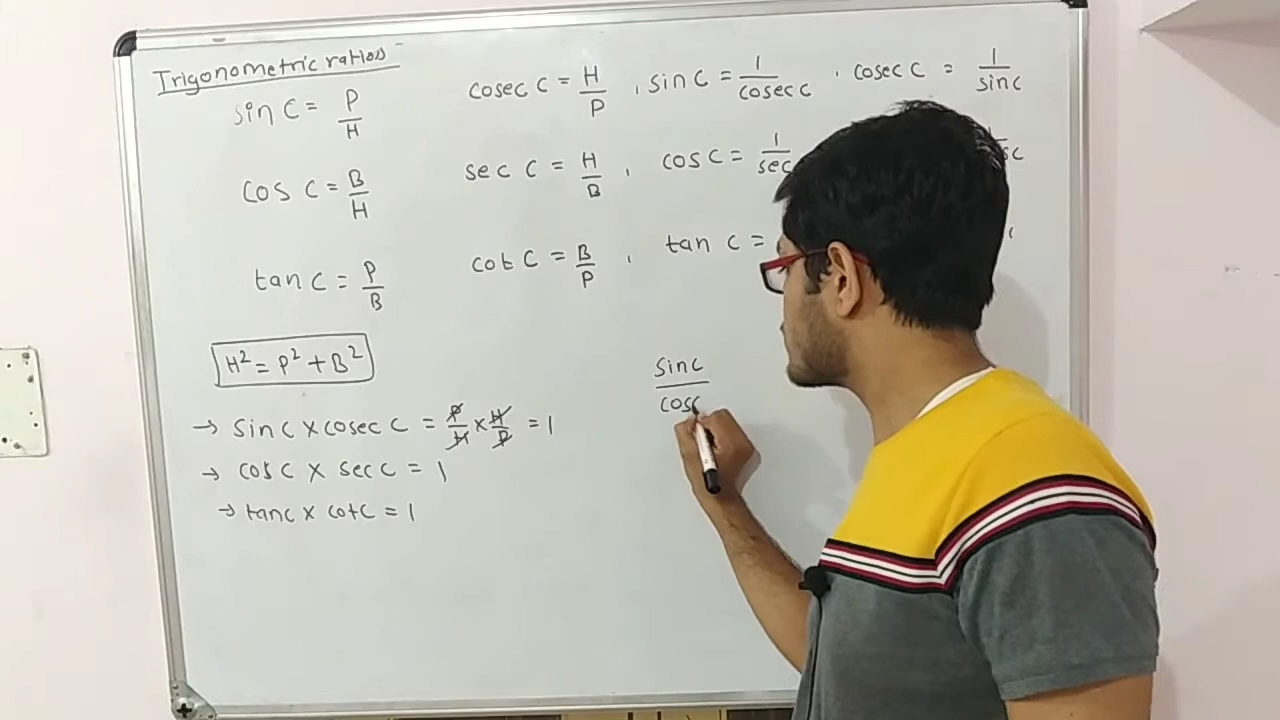 Trigonometric ratios
sin C = P/H
cosec C = H/P , sin C = 1/cosec C , cosec C = 1/sin C
cos C = B/H
sec C = H/B , cos C = 1/sec
tan C = P/B
cot C = B/P , tan C =
H² = P² + B²
sin C
cos C
→ sin C × cosec C = P/H × H/P = 1
→ cos C × sec C = 1
→ tan C × cot C = 1